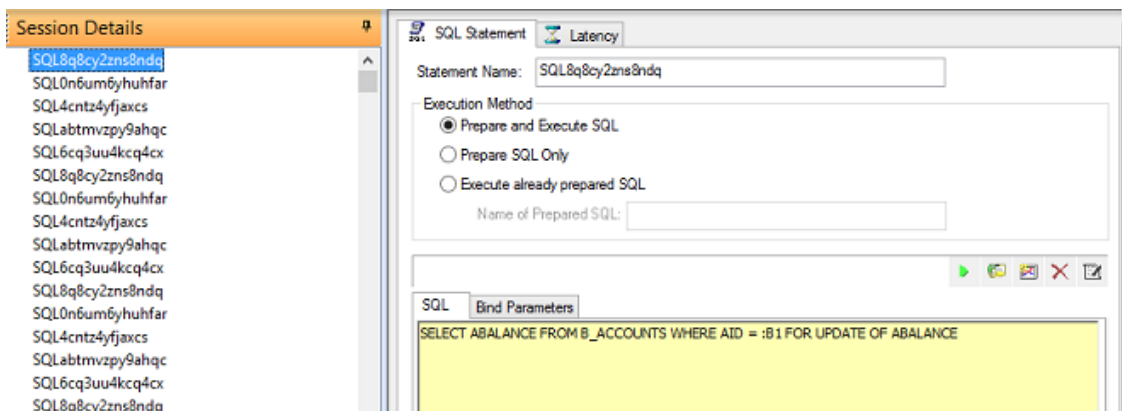 Session Details
SQL8q8cy2zns8ndq
SQL0n6um6yhuhfar
SQL4cntz4yfjaxcs
SQLabtmvzpy9ahqc
SQL6cq3uu4kcq4cx
SQL8q8cy2zns8ndq
SQL0n6um6yhuhfar
SQL4cntz4yfjaxcs
SQLabtmvzpy9ahqc
SQL6cq3uu4kcq4cx
SQL8q8cy2zns8ndq
SQL0n6um6yhuhfar
SQL4cntz4yfjaxcs
SQLabtmvzpy9ahqc
SQL6cq3uu4kcq4cx
SQL8q8cy2zns8ndq
SQL Statement Latency
Statement Name: SQL8q8cy2zns8ndq
Execution Method
Prepare and Execute SQL
Prepare SQL Only
Execute already prepared SQL
Name of Prepared SQL:
SQL Bind Parameters
SELECT ABALANCE FROM B_ACCOUNTS WHERE AID = :B1 FOR UPDATE OF ABALANCE